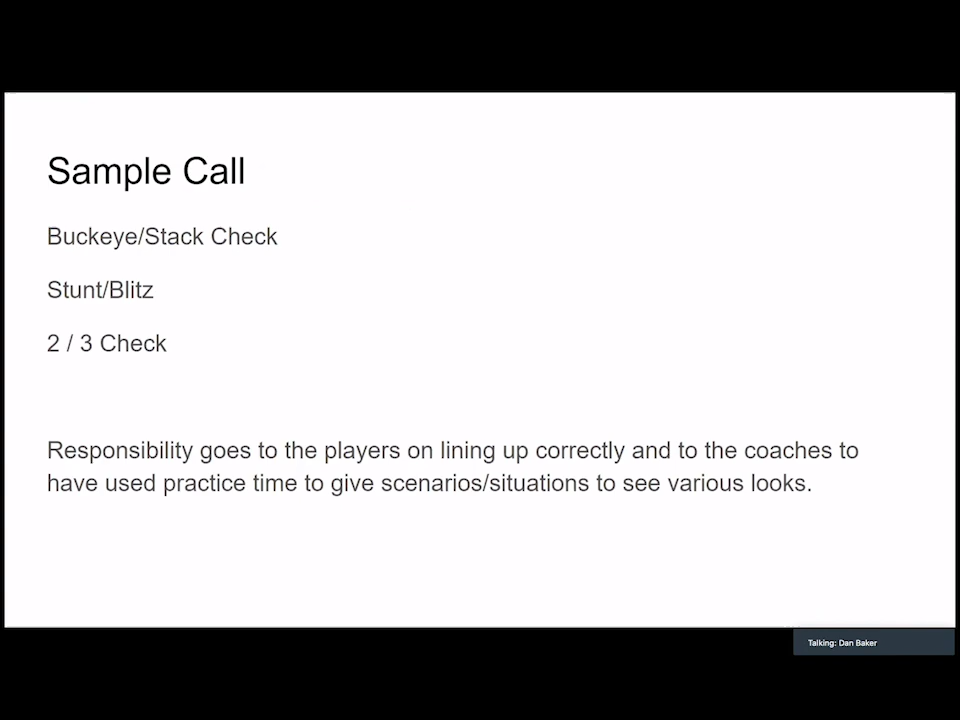 Sample Call
Buckeye/Stack Check
Stunt/Blitz
2 / 3 Check
Responsibility goes to the players on lining up correctly and to the coaches to
have used practice time to give scenarios/situations to see various looks.
Talking: Dan Baker